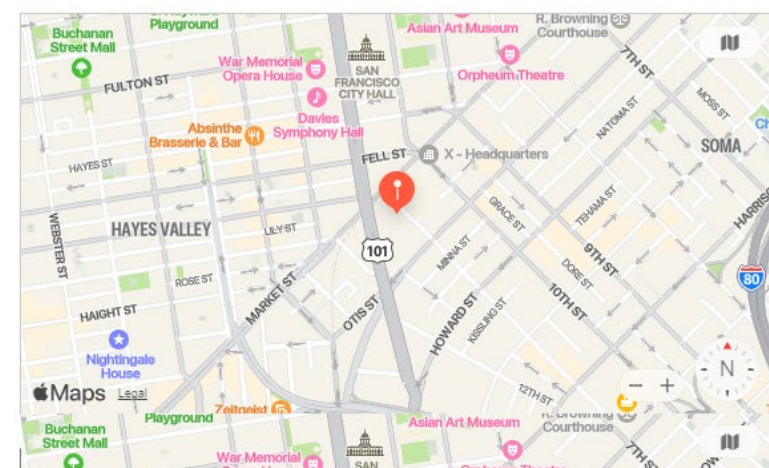 Playground
Buchanan
Street Mall
War Memorial
Opera House
SAN
FRANCISCO
CITY HALL
Asian Art Museum
R. Browning
Courthouse
Orpheum Theatre
7TH ST
FULTON ST
Davies
Symphony Hall
Absinthe
Brasserie & Bar
NATOMA ST
MOSS ST
SOMA
HAYES ST
FELL ST
X - Headquarters
WEBSTER ST
HAYES VALLEY
LILY ST
101
GRACE ST
TEHAMA ST
MINNA ST
9TH ST
DORE ST
80
ROSE ST
MARKET ST
OTIS ST
HOWARD ST
KISSLING ST
10TH ST
HAIGHT ST
Nightingale
House
N
Maps
Legal
12TH ST
Zeitgeist
− +
Playground
Buchanan
Street Mall
War Memorial
SAN
Asian Art Museum
Courthouse